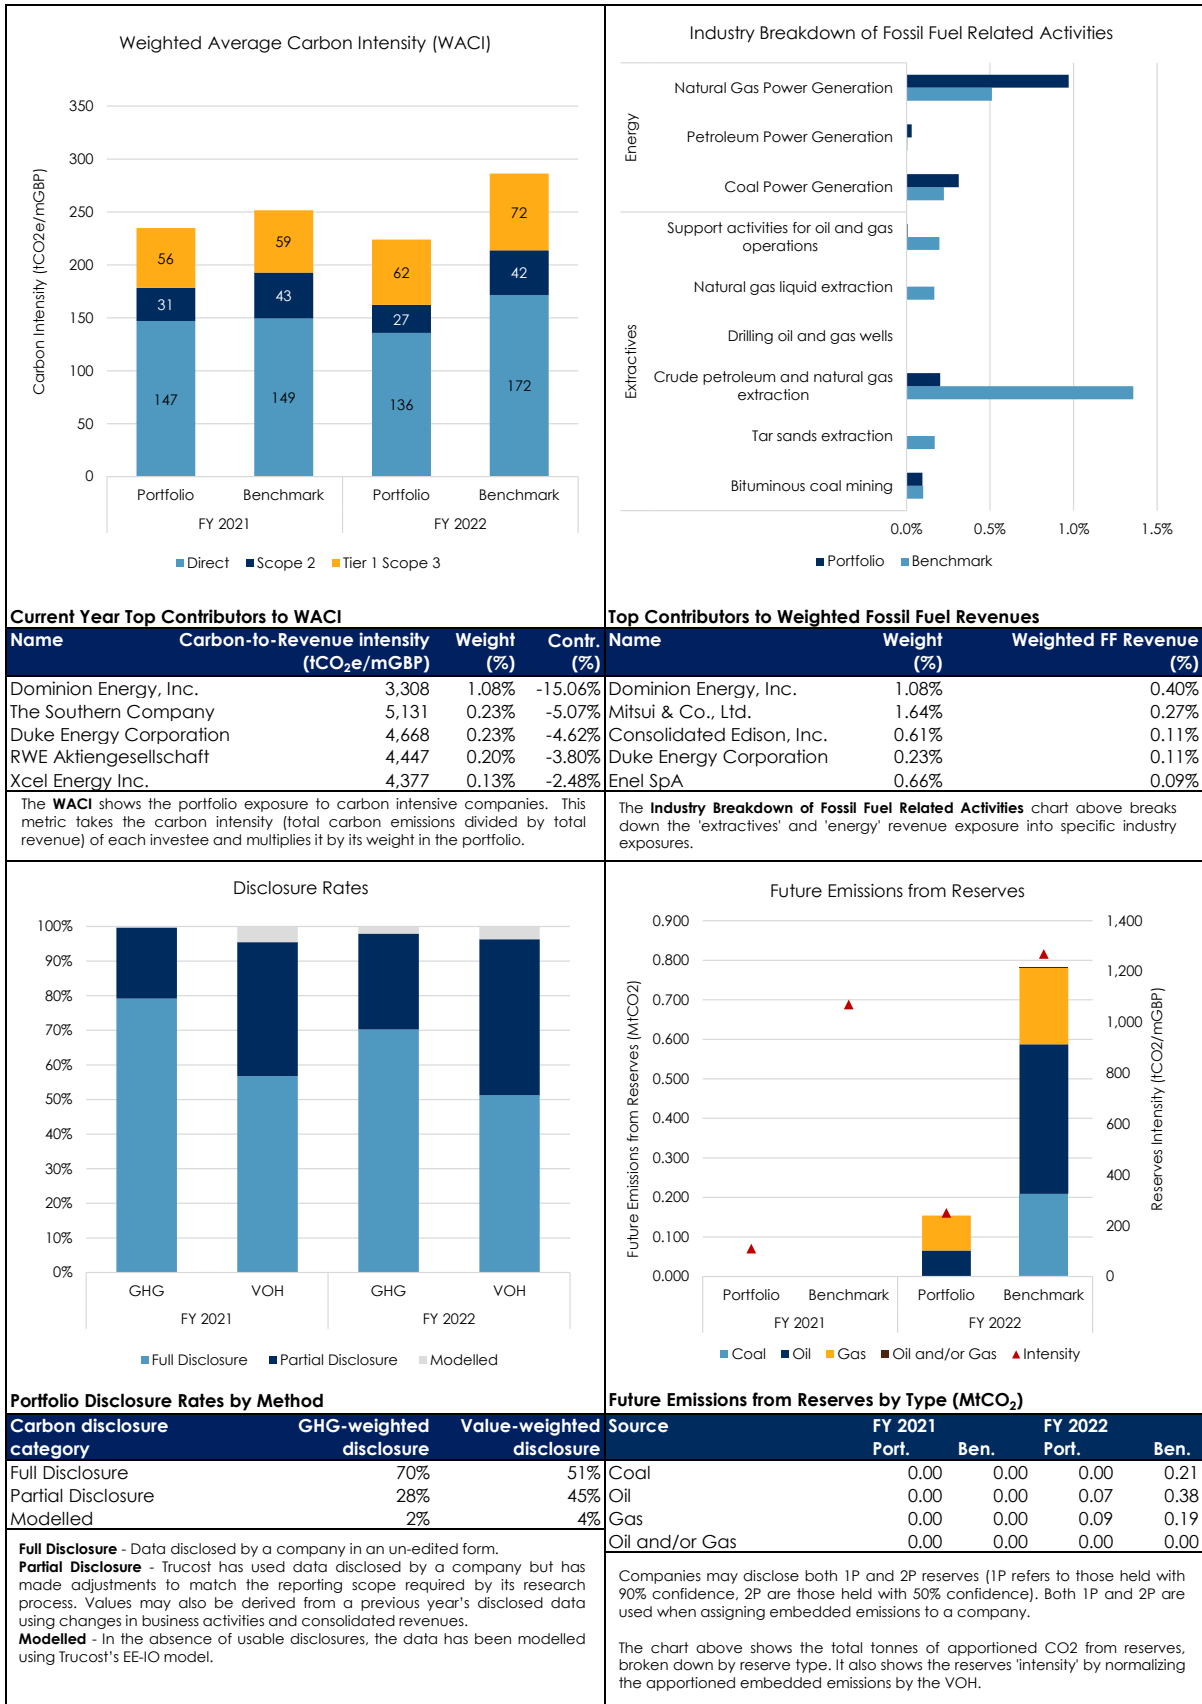 Weighted Average Carbon Intensity (WACI)
Carbon Intensity (tCO2e/mGBP)
350
300
250
200
150
100
50
0
56
31
147
59
43
149
62
27
136
72
42
172
Portfolio Benchmark Portfolio Benchmark
FY 2021 FY 2022
Direct Scope 2 Tier 1 Scope 3
Industry Breakdown of Fossil Fuel Related Activities
Energy
Natural Gas Power Generation
Petroleum Power Generation
Coal Power Generation
Extractives
Support activities for oil and gas
operations
Natural gas liquid extraction
Drilling oil and gas wells
Crude petroleum and natural gas
extraction
Tar sands extraction
Bituminous coal mining
0.0% 0.5% 1.0% 1.5%
Portfolio Benchmark
Current Year Top Contributors to WACI
Name Carbon-to-Revenue intensity Weight Contr.
(tCO2e/mGBP) (%) (%)
Dominion Energy, Inc. 3,308 1.08% -15.06%
The Southern Company 5,131 0.23% -5.07%
Duke Energy Corporation 4,668 0.23% -4.62%
RWE Aktiengesellschaft 4,447 0.20% -3.80%
Xcel Energy Inc. 4,377 0.13% -2.48%
The WACI shows the portfolio exposure to carbon intensive companies. This
metric takes the carbon intensity (total carbon emissions divided by total
revenue) of each investee and multiplies it by its weight in the portfolio.
Top Contributors to Weighted Fossil Fuel Revenues
Name Weight Weighted FF Revenue
(%) (%)
Dominion Energy, Inc. 1.08% 0.40%
Mitsui & Co., Ltd. 1.64% 0.27%
Consolidated Edison, Inc. 0.61% 0.11%
Duke Energy Corporation 0.23% 0.11%
Enel SpA 0.66% 0.09%
The Industry Breakdown of Fossil Fuel Related Activities chart above breaks
down the 'extractives' and 'energy' revenue exposure into specific industry
exposures.
Disclosure Rates
100%
90%
80%
70%
60%
50%
40%
30%
20%
10%
0%
GHG VOH GHG VOH
FY 2021 FY 2022
Full Disclosure Partial Disclosure Modelled
Future Emissions from Reserves
Future Emissions from Reserves (MtCO2)
0.900
0.800
0.700
0.600
0.500
0.400
0.300
0.200
0.100
0.000
1,400
1,200
1,000
800
600
400
200
0
Reserves Intensity (tCO2/mGBP)
Portfolio Benchmark Portfolio Benchmark
FY 2021 FY 2022
Coal Oil Gas Oil and/or Gas Intensity
Portfolio Disclosure Rates by Method
Carbon disclosure GHG-weighted Value-weighted
category disclosure disclosure
Full Disclosure 70% 51%
Partial Disclosure 28% 45%
Modelled 2% 4%
Full Disclosure - Data disclosed by a company in an un-edited form.
Partial Disclosure - Trucost has used data disclosed by a company but has
made adjustments to match the reporting scope required by its research
process. Values may also be derived from a previous year's disclosed data
using changes in business activities and consolidated revenues.
Modelled - In the absence of usable disclosures, the data has been modelled
using Trucost's EE-IO model.
Future Emissions from Reserves by Type (MtCO2)
Source FY 2021 FY 2022
Port. Ben. Port. Ben.
Coal 0.00 0.00 0.00 0.21
Oil 0.00 0.00 0.07 0.38
Gas 0.00 0.00 0.09 0.19
Oil and/or Gas 0.00 0.00 0.00 0.00
Companies may disclose both 1P and 2P reserves (1P refers to those held with
90% confidence, 2P are those held with 50% confidence). Both 1P and 2P are
used when assigning embedded emissions to a company.
The chart above shows the total tonnes of apportioned CO2 from reserves,
broken down by reserve type. It also shows the reserves 'intensity' by normalizing
the apportioned embedded emissions by the VOH.